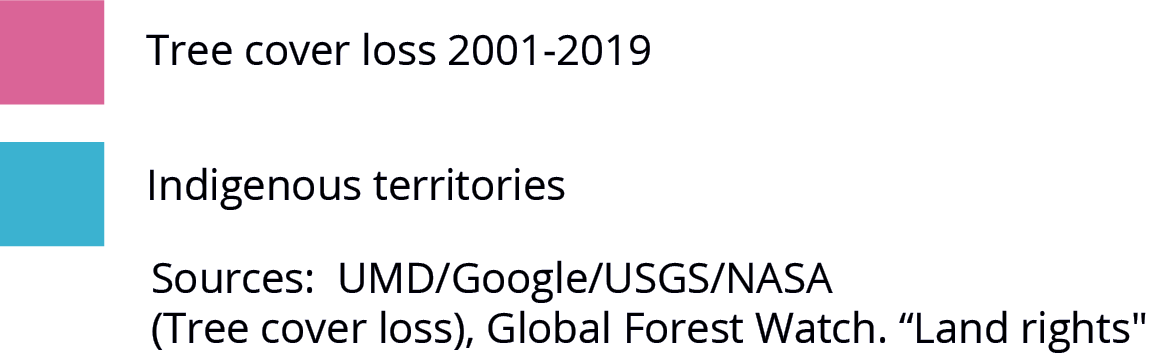 Tree cover loss 2001-2019
Indigenous territories
Sources:  UMD/Google/USGS/NASA
(Tree cover loss), Global Forest Watch. “Land rights"